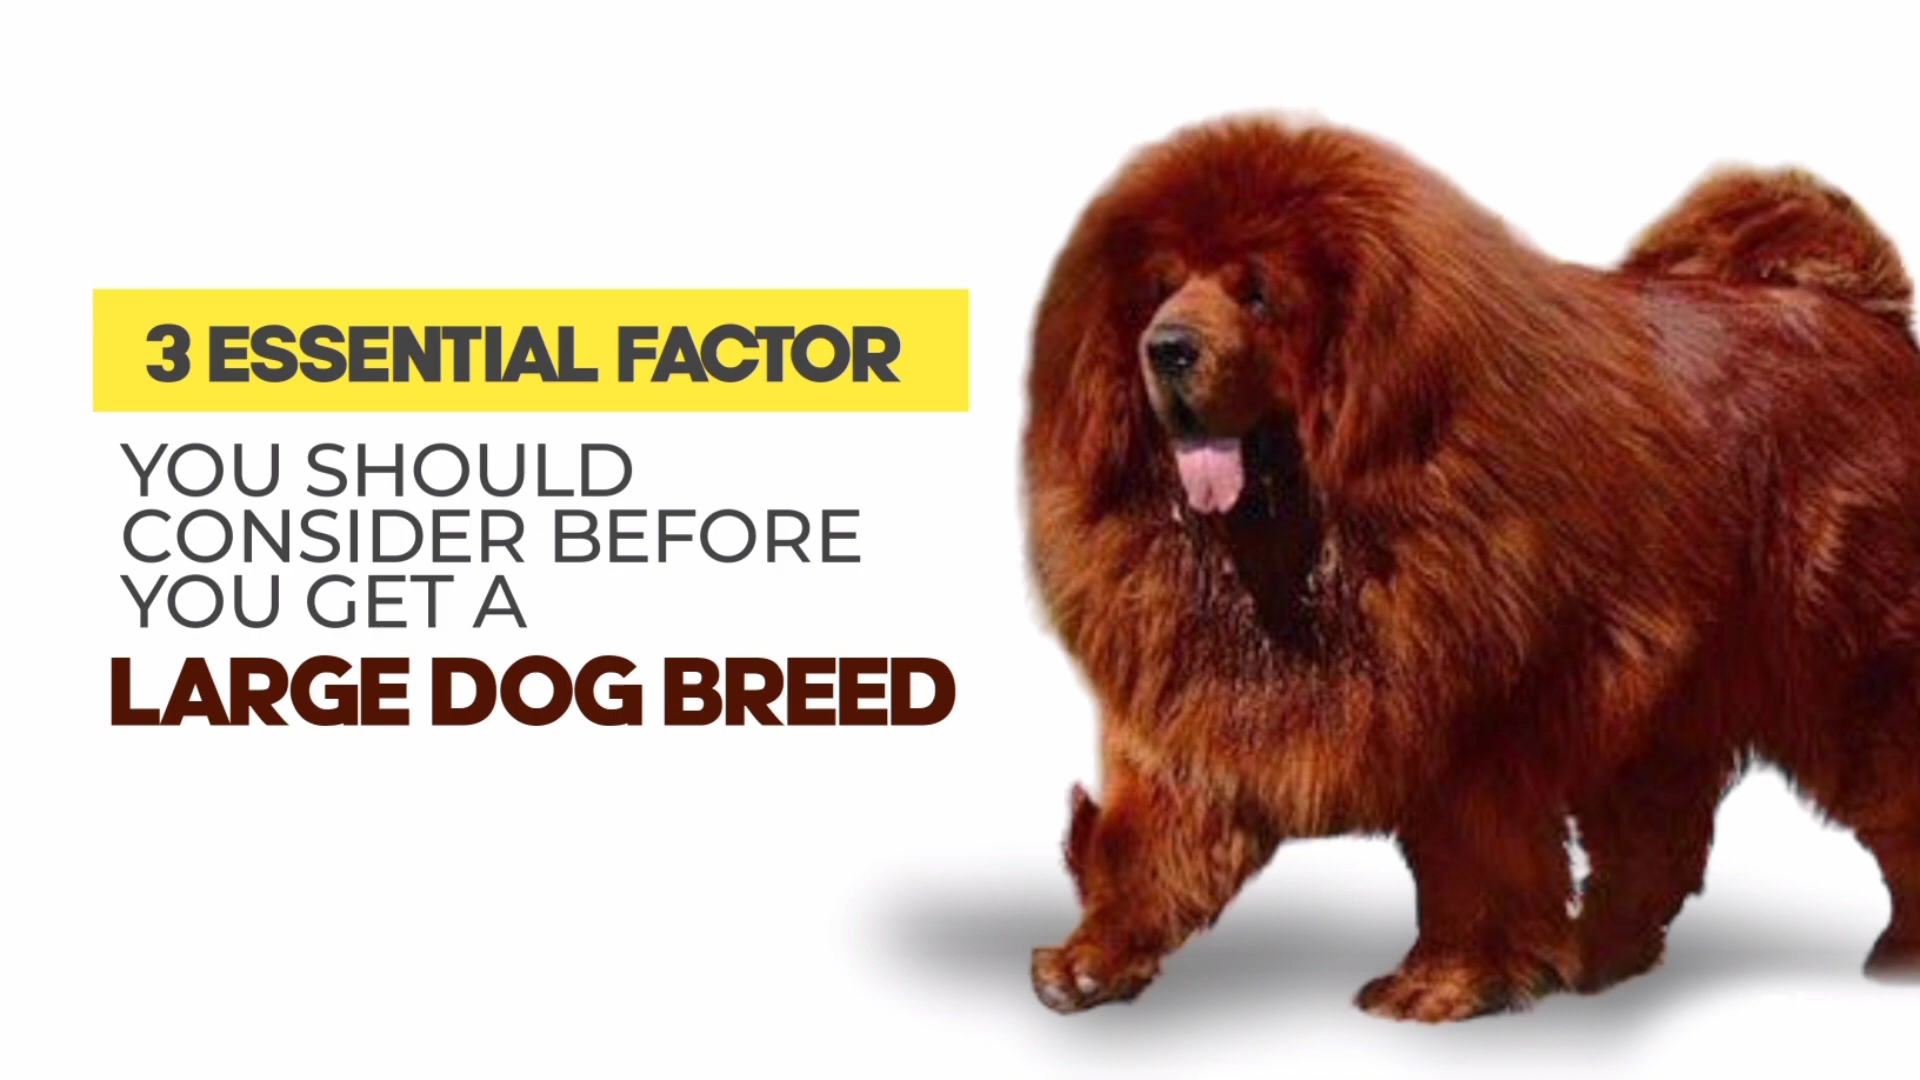 3 ESSENTIAL FACTOR
YOU SHOULD
CONSIDER BEFORE
YOU GET A
LARGE DOG BREED